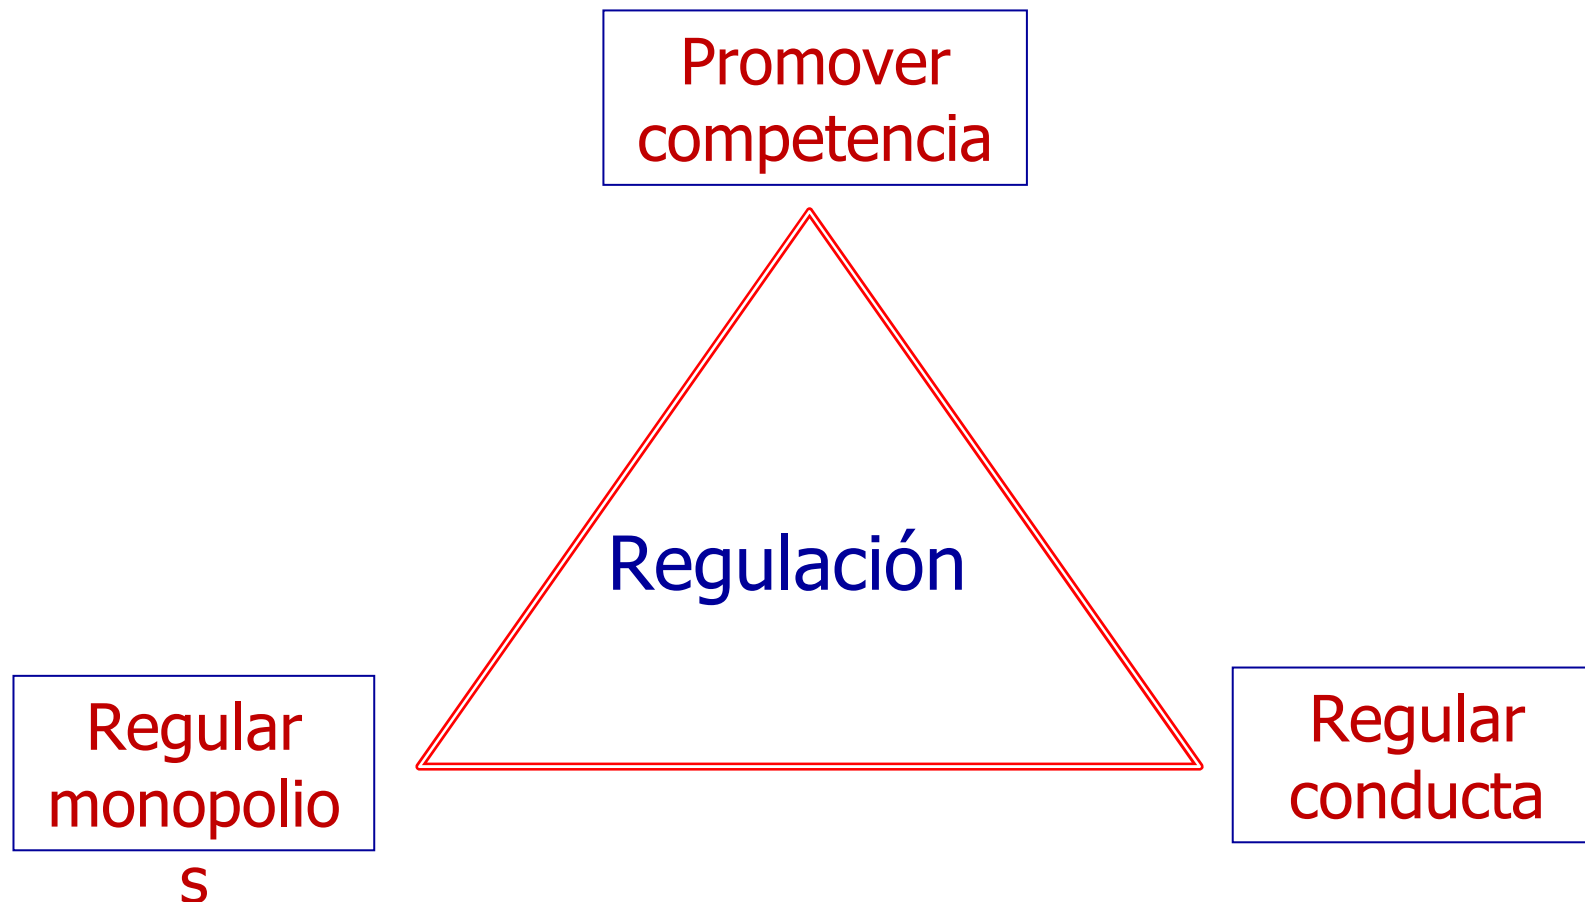 Promover
competencia
Regulación
Regular
monopolio
s
Regular
conducta